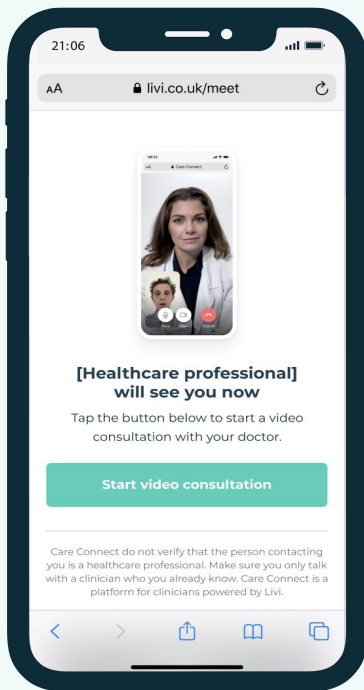 21:06
AA livi.co.uk/meet
AA Care Connect
[Healthcare professional]
will see you now
Tap the button below to start a video
consultation with your doctor.
Start video consultation
Care Connect do not verify that the person contacting
you is a healthcare professional. Make sure you only talk
with a clinician who you already know. Care Connect is a
platform for clinicians powered by Livi.